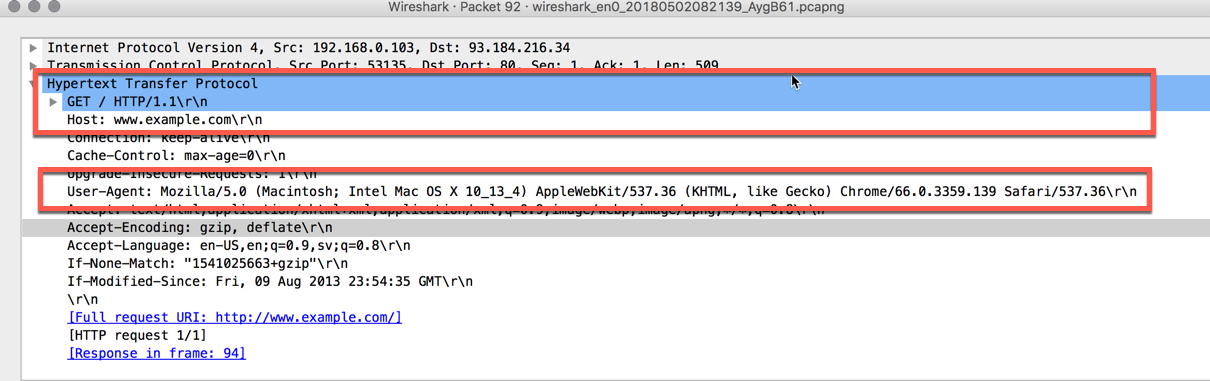 Wireshark · Packet 92 · wireshark_en0_20180502082139_AygB61.pcapng
Internet Protocol Version 4, Src: 192.168.0.103, Dst: 93.184.216.34
Transmission Control Protocol, Src Port: 53135, Dst Port: 80, Seq: 1, Ack: 1, Len: 509
Hypertext Transfer Protocol
GET / HTTP/1.1\r\n
Host: www.example.com\r\n
Connection: keep-alive\r\n
Cache-Control: max-age=0\r\n
Upgrade-Insecure-Requests: 1\r\n
User-Agent: Mozilla/5.0 (Macintosh; Intel Mac OS X 10_13_4) AppleWebKit/537.36 (KHTML, like Gecko) Chrome/66.0.3359.139 Safari/537.36\r\n
Accept: text/html,application/xhtml+xml,application/xml;q=0.9,image/webp,image/apng,*/*;q=0.8\r\n
Accept-Encoding: gzip, deflate\r\n
Accept-Language: en-US,en;q=0.9,sv;q=0.8\r\n
If-None-Match: "1541025663+gzip"\r\n
If-Modified-Since: Fri, 09 Aug 2013 23:54:35 GMT\r\n
\r\n
[Full request URI: http://www.example.com/]
[HTTP request 1/1]
[Response in frame: 94]